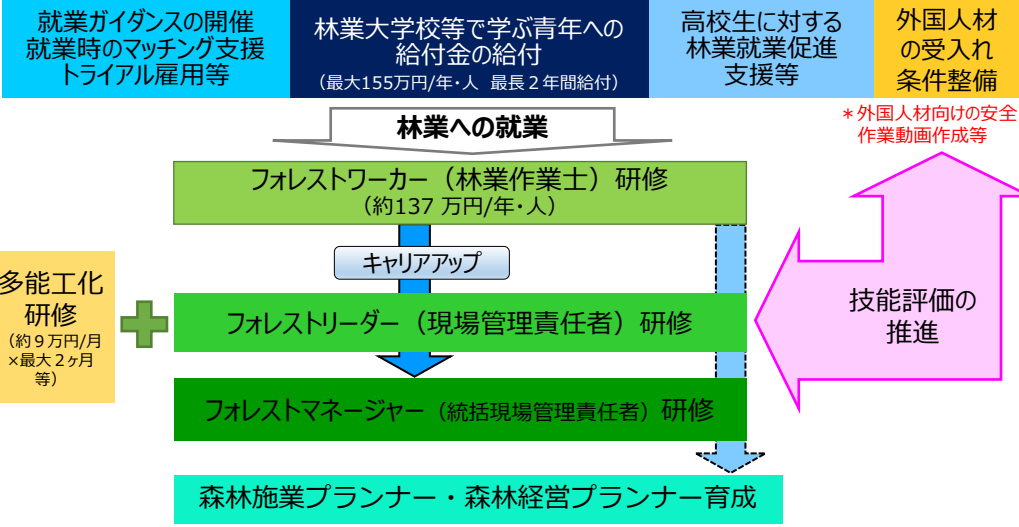 就業ガイダンスの開催
就業時のマッチング支援
トライアル雇用等
林業大学校等で学ぶ青年への
給付金の給付
（最大155万円/年・人 最長２年間給付）
高校生に対する
林業就業促進
支援等
外国人材
の受入れ
条件整備
＊外国人材向けの安全
作業動画作成等
林業への就業
フォレストワーカー（林業作業士）研修
（約137 万円/年・人）
キャリアアップ
多能工化
研修
（約９万円/月
×最大２ヶ月
等）
フォレストリーダー（現場管理責任者）研修
技能評価の
推進
フォレストマネージャー（統括現場管理責任者）研修
森林施業プランナー・森林経営プランナー育成